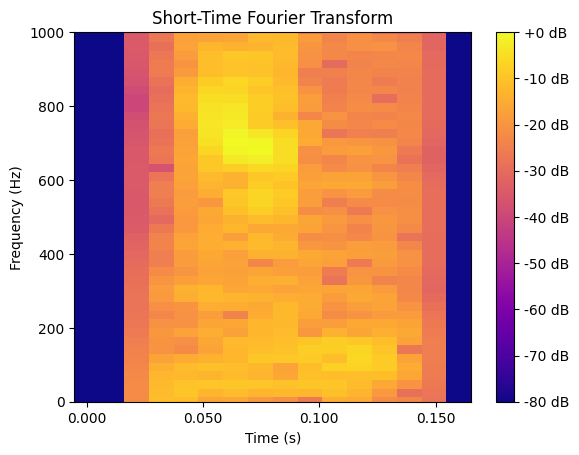 Short-Time Fourier Transform
1000
800
600
400
200
0
Frequency (Hz)
0.000
0.050
0.100
0.150
Time (s)
+0 dB
-10 dB
-20 dB
-30 dB
-40 dB
-50 dB
-60 dB
-70 dB
-80 dB